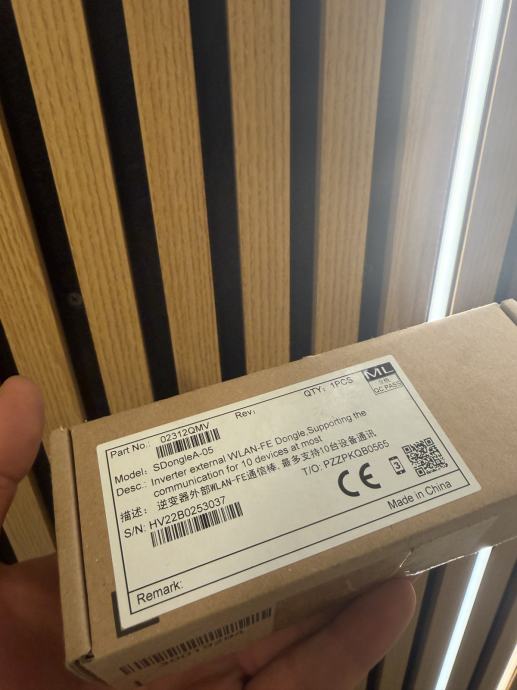 Part No.: 02312QMV Rev: QTY: 1PCS
ML
合格
QC PASS
Model: SDongleA-05
Desc.: Inverter external WLAN-FE Dongle,Supporting the
communication for 10 devices at most
描述: 逆变器外部WLAN-FE通信棒,最多支持10台设备通讯
S/N: HV22B0253037 T/O: PZZPKQB0565
CE
Made in China
Remark: